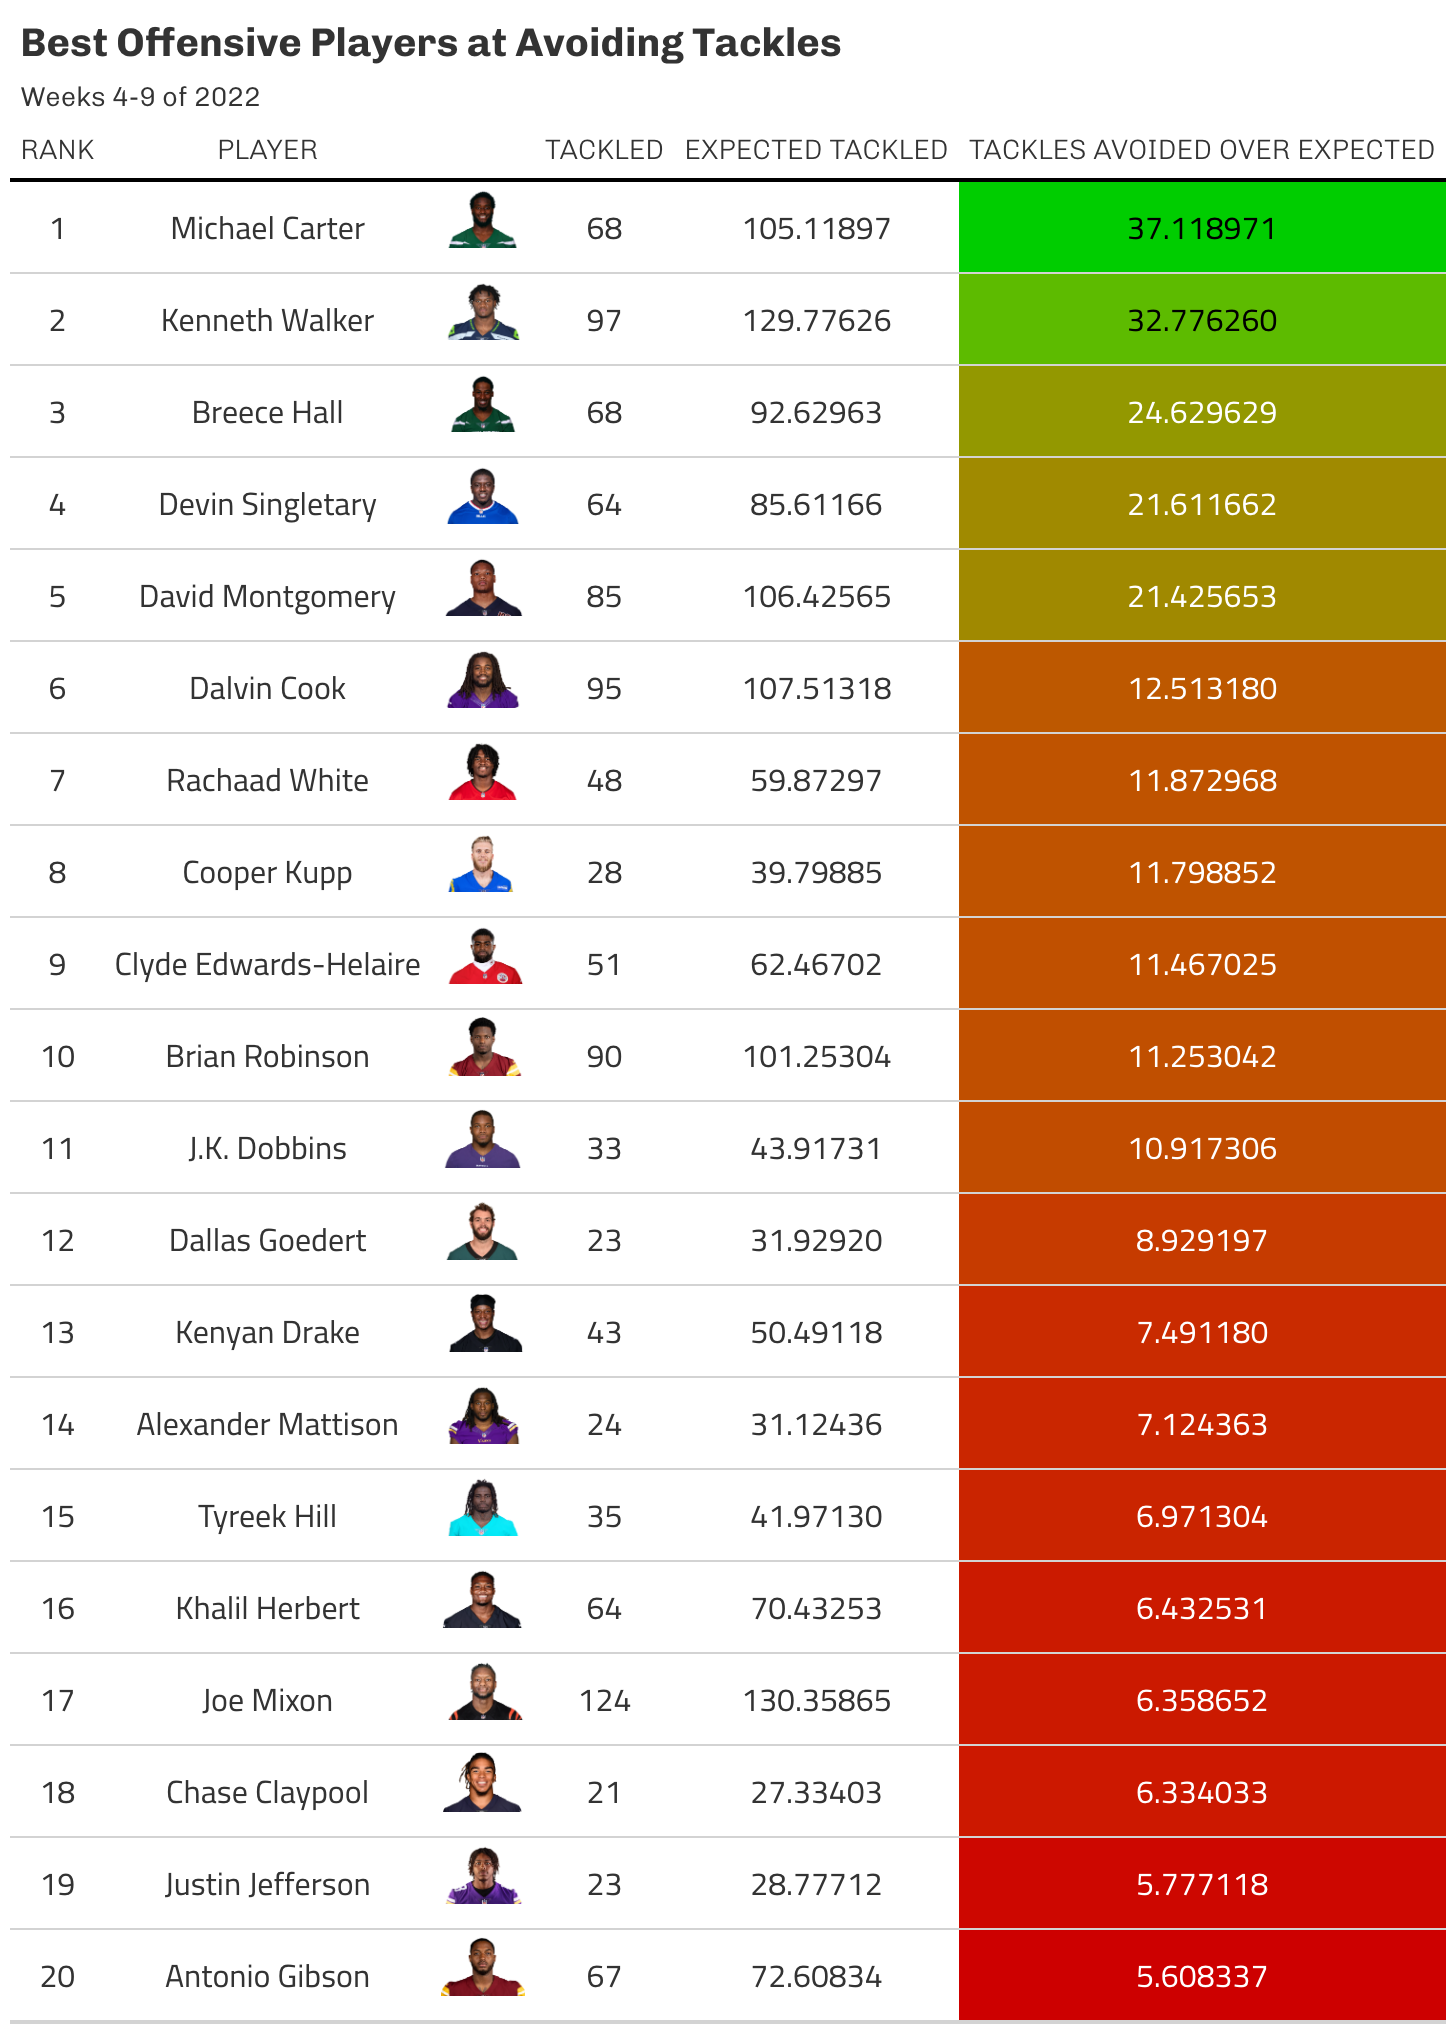 Best Offensive Players at Avoiding Tackles
Weeks 4-9 of 2022
RANK PLAYER TACKLED EXPECTED TACKLED TACKLES AVOIDED OVER EXPECTED
1 Michael Carter 68 105.11897 37.118971
2 Kenneth Walker 97 129.77626 32.776260
3 Breece Hall 68 92.62963 24.629629
4 Devin Singletary 64 85.61166 21.611662
5 David Montgomery 85 106.42565 21.425653
6 Dalvin Cook 95 107.51318 12.513180
7 Rachaad White 48 59.87297 11.872968
8 Cooper Kupp 28 39.79885 11.798852
9 Clyde Edwards-Helaire 51 62.46702 11.467025
10 Brian Robinson 90 101.25304 11.253042
11 J.K. Dobbins 33 43.91731 10.917306
12 Dallas Goedert 23 31.92920 8.929197
13 Kenyan Drake 43 50.49118 7.491180
14 Alexander Mattison 24 31.12436 7.124363
15 Tyreek Hill 35 41.97130 6.971304
16 Khalil Herbert 64 70.43253 6.432531
17 Joe Mixon 124 130.35865 6.358652
18 Chase Claypool 21 27.33403 6.334033
19 Justin Jefferson 23 28.77712 5.777118
20 Antonio Gibson 67 72.60834 5.608337